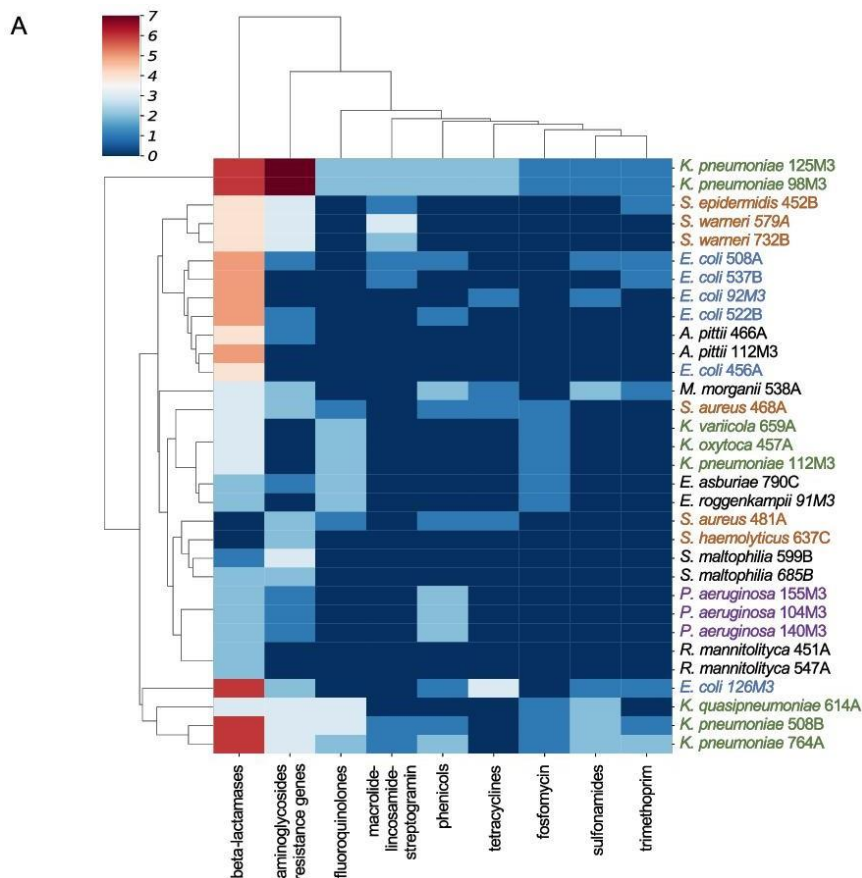 A
7
6
5
4
3
2
1
0
K. pneumoniae 125M3
K. pneumoniae 98M3
S. epidermidis 452B
S. warneri 579A
S. warneri 732B
E. coli 508A
E. coli 537B
E. coli 92M3
E. coli 522B
A. pittii 466A
A. pittii 112M3
E. coli 456A
M. morganii 538A
S. aureus 468A
K. variicola 659A
K. oxytoca 457A
K. pneumoniae 112M3
E. asburiae 790C
E. roggenkampii 91M3
S. aureus 481A
S. haemolyticus 637C
S. maltophilia 599B
S. maltophilia 685B
P. aeruginosa 155M3
P. aeruginosa 104M3
P. aeruginosa 140M3
R. mannitolityca 451A
R. mannitolityca 547A
E. coli 126M3
K. quasipneumoniae 614A
K. pneumoniae 508B
K. pneumoniae 764A
beta-lactamases
aminoglycosides
resistance genes
fluoroquinolones
macrolide-
lincosamide-
streptogramin
phenicols
tetracyclines
fosfomycin
sulfonamides
trimethoprim